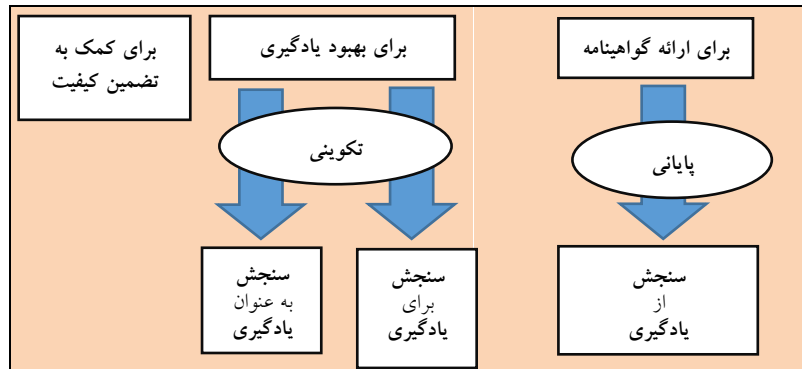 برای ارائه گواهینامه
برای بهبود یادگیری
برای کمک به
تضمین کیفیت
پایانی
تکوینی
سنجش
از
یادگیری
سنجش
برای
یادگیری
سنجش
به عنوان
یادگیری